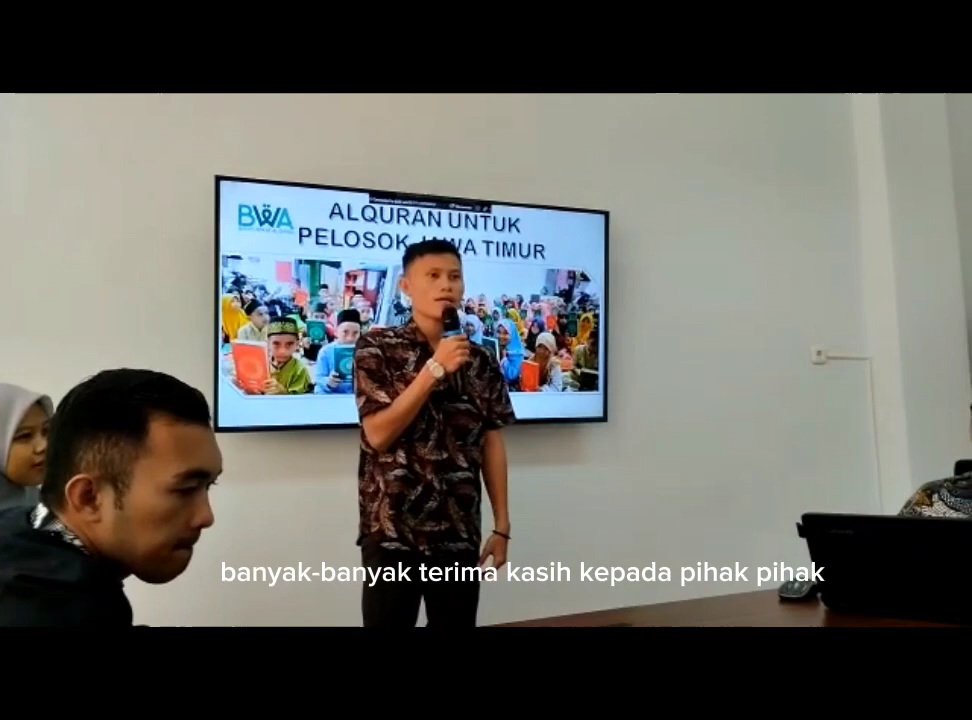 BWA
ALQURAN UNTUK
PELOSOK JAWA TIMUR
banyak-banyak terima kasih kepada pihak pihak